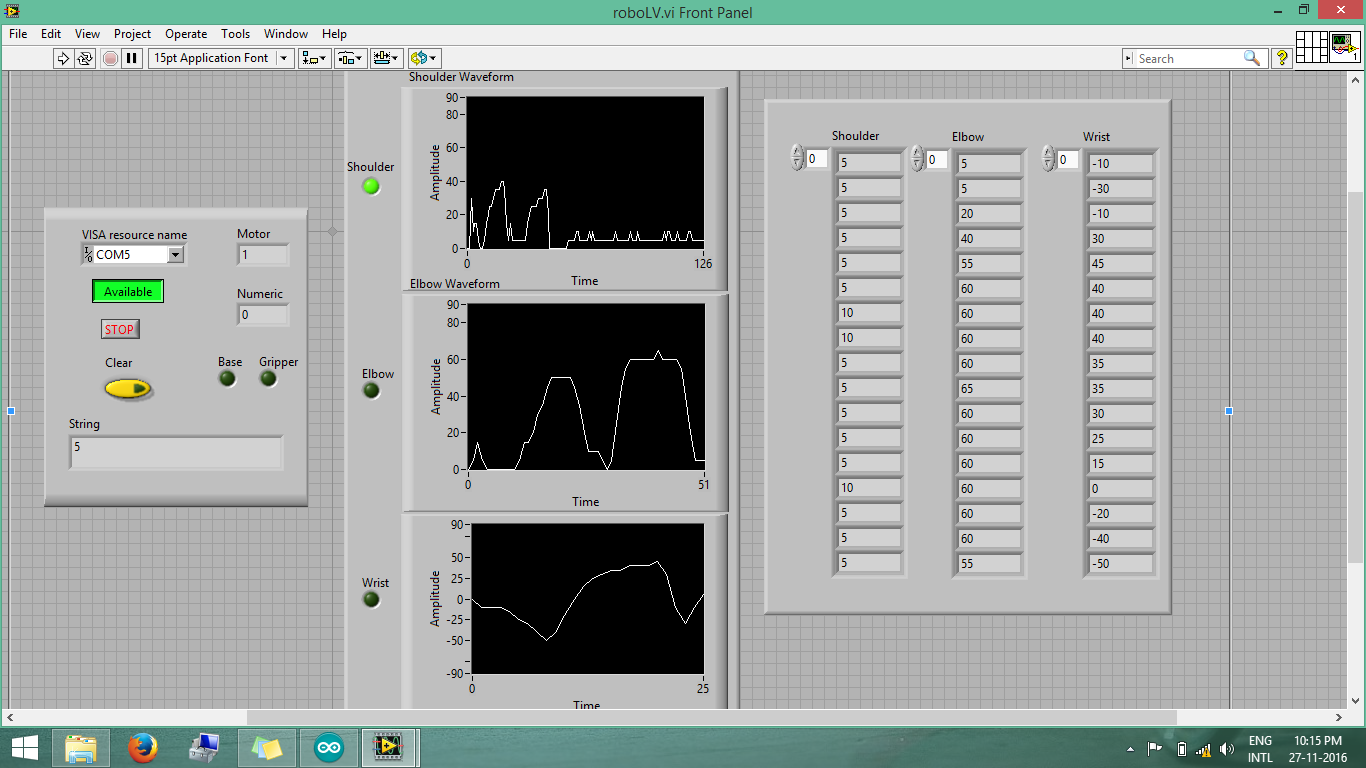 roboLV.vi Front Panel
File Edit View Project Operate Tools Window Help
15pt Application Font
Search
1
VISA resource name
I/0 COM5
Available
STOP
Clear
Motor
1
Numeric
0
Base Gripper
String
5
Shoulder
Shoulder Waveform
Amplitude
90
80
60
40
20
0
0 126
Time
Elbow
Elbow Waveform
Amplitude
90
80
60
40
20
0
0 51
Time
Wrist
Amplitude
90
50
25
0
-25
-50
-90
0 25
Time
Shoulder Elbow Wrist
0 5 0 5 0 -10
5 5 -30
5 20 -10
5 40 30
5 55 45
5 60 40
10 60 40
10 60 40
5 60 35
5 65 35
5 60 30
5 60 25
5 60 15
10 60 0
5 60 -20
5 60 -40
5 55 -50
ENG 10:15 PM
INTL 27-11-2016